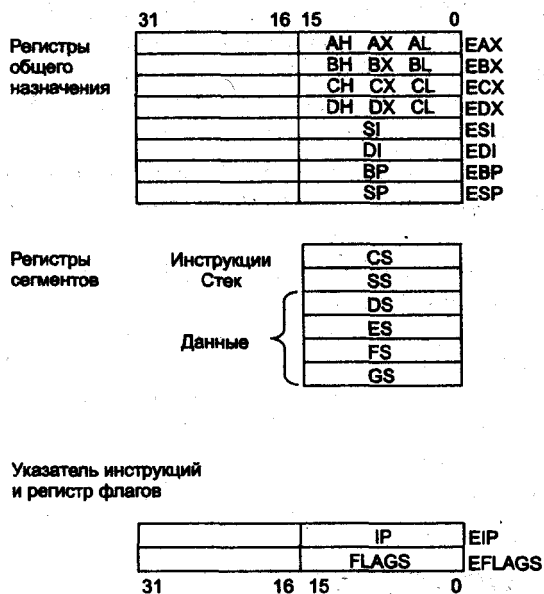 31 16 15 0
Регистры
общего
назначения
AH AX AL EAX
BH BX BL EBX
CH CX CL ECX
DH DX CL EDX
SI ESI
DI EDI
BP EBP
SP ESP
Регистры
сегментов
Инструкции
Стек
Данные
CS
SS
DS
ES
FS
GS
Указатель инструкций
и регистр флагов
IP EIP
FLAGS EFLAGS
31 16 15 0